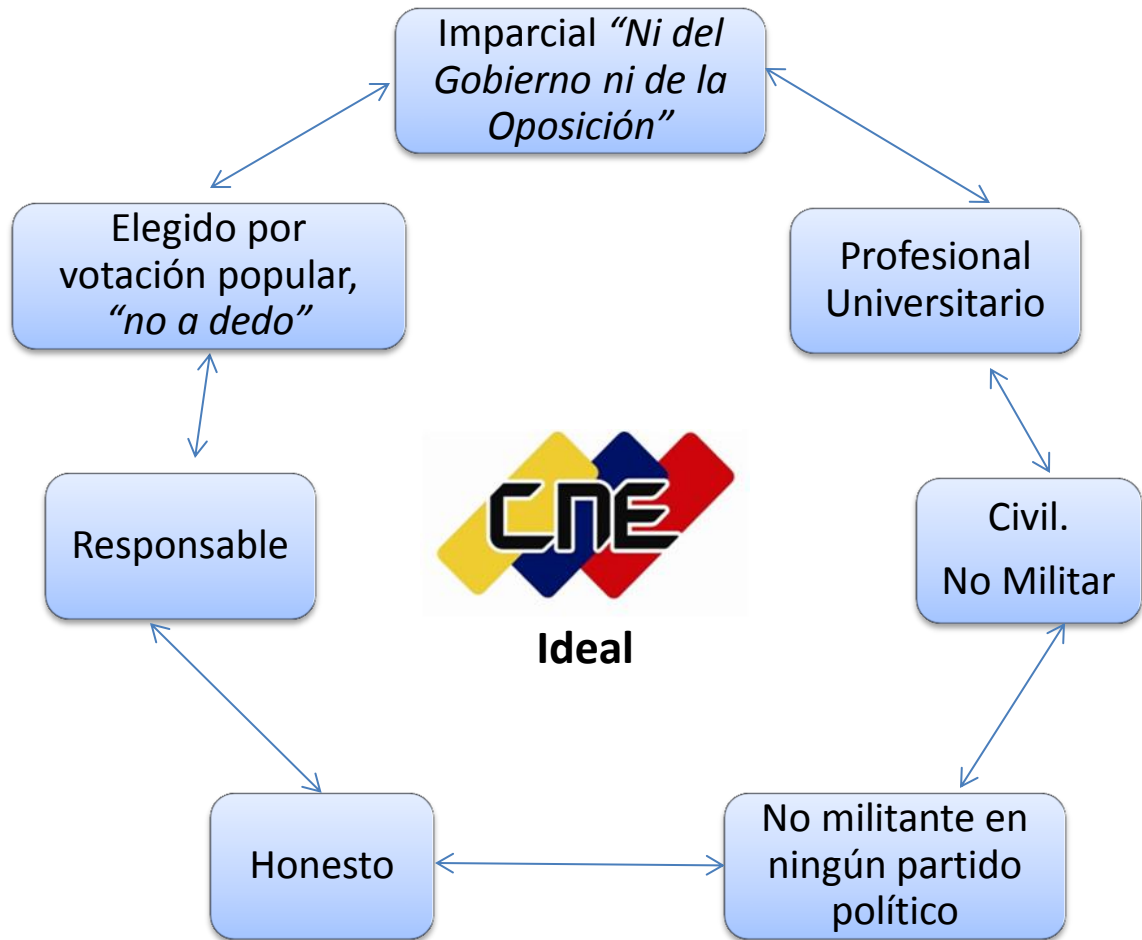 Imparcial “Ni del
Gobierno ni de la
Oposición”
Elegido por
votación popular,
“no a dedo”
Profesional
Universitario
Responsable
CNE
Ideal
Civil.
No Militar
Honesto
No militante en
ningún partido
político